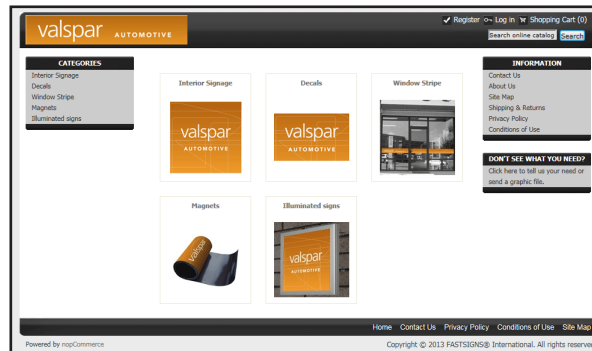 valspar AUTOMOTIVE
Register Log in Shopping Cart (0)
Search online catalog Search
CATEGORIES
Interior Signage
Decals
Window Stripe
Magnets
Illuminated signs
Interior Signage
valspar
AUTOMOTIVE
Decals
valspar
AUTOMOTIVE
Window Stripe
Magnets
valspar
Illuminated signs
valspar
AUTOMOTIVE
INFORMATION
Contact Us
About Us
Site Map
Shipping & Returns
Privacy Policy
Conditions of Use
DON'T SEE WHAT YOU NEED?
Click here to tell us your need or
send a graphic file.
Home Contact Us Privacy Policy Conditions of Use Site Map
Powered by nopCommerce
Copyright © 2013 FASTSIGNS® International. All rights reserved